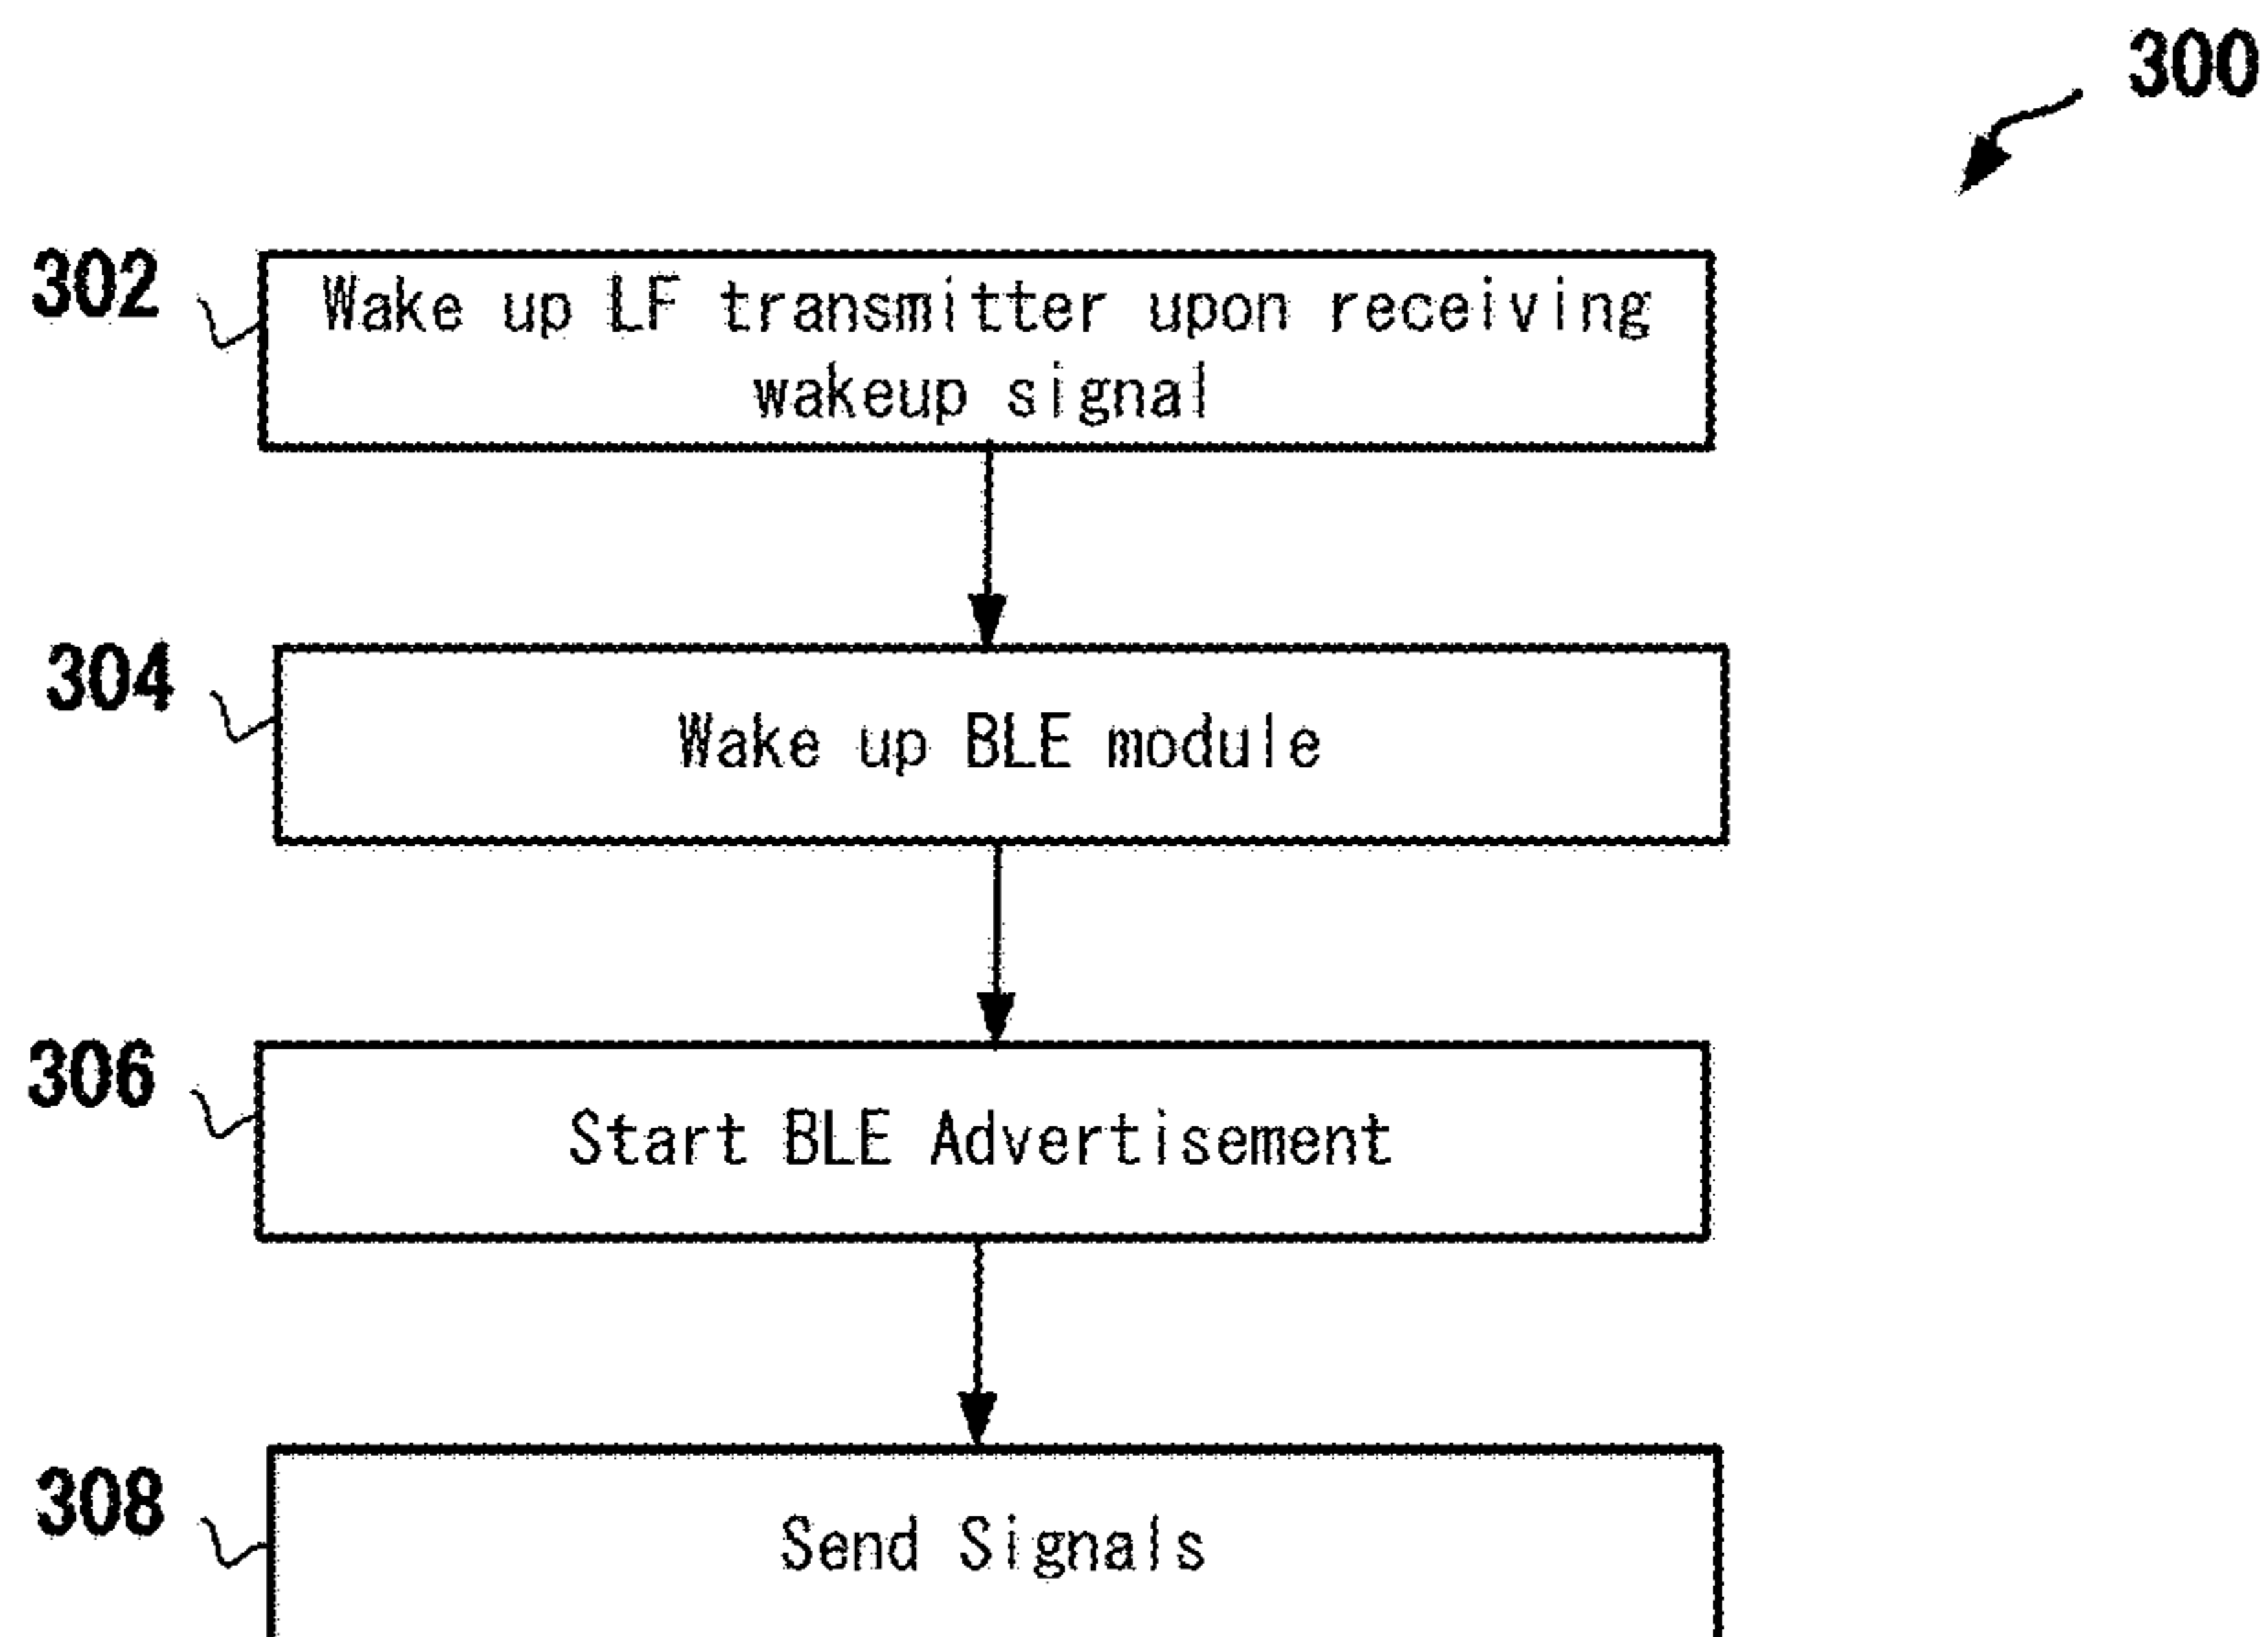 300
302
Wake up LF transmitter upon receiving
wakeup signal
304
Wake up BLE module
306
Start BLE Advertisement
308
Send Signals